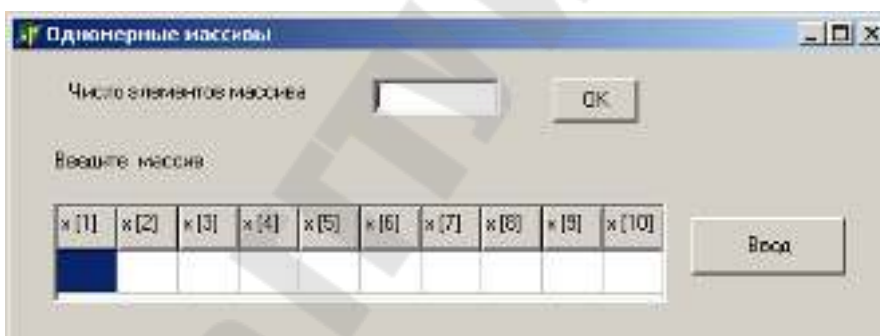 Одномерные массивы
Число элементов массива
OK
Введите массив
x [1] x [2] x [3] x [4] x [5] x [6] x [7] x [8] x [9] x [10]
Ввод